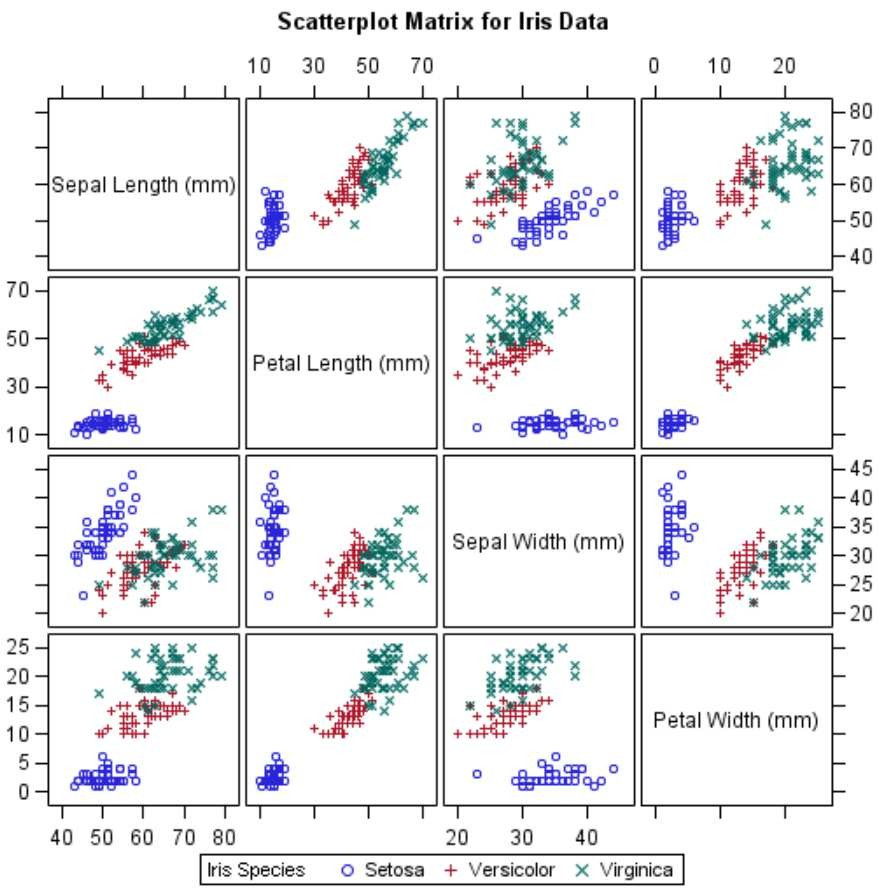 Scatterplot Matrix for Iris Data
10 30 50 70 0 10 20
Sepal Length (mm)
80
70
60
50
40
70
50
30
10
Petal Length (mm)
Sepal Width (mm)
45
40
35
30
25
20
25
20
15
10
5
0
Petal Width (mm)
40 50 60 70 80 20 30 40
Iris Species Setosa Versicolor Virginica